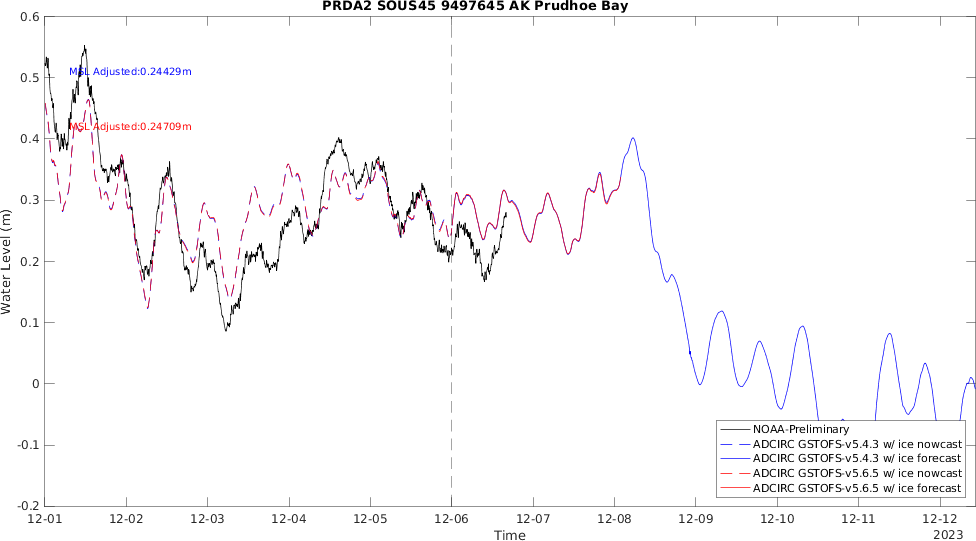 PRDA2 SOUS45 9497645 AK Prudhoe Bay
0.6
0.5
0.4
0.3
0.2
0.1
0
-0.1
-0.2
Water Level (m)
MSL Adjusted:0.24429m
MSL Adjusted:0.24709m
NOAA-Preliminary
ADCIRC GSTOFS-v5.4.3 w/ ice nowcast
ADCIRC GSTOFS-v5.4.3 w/ ice forecast
ADCIRC GSTOFS-v5.6.5 w/ ice nowcast
ADCIRC GSTOFS-v5.6.5 w/ ice forecast
12-01 12-02 12-03 12-04 12-05 12-06 12-07 12-08 12-09 12-10 12-11 12-12
Time
2023